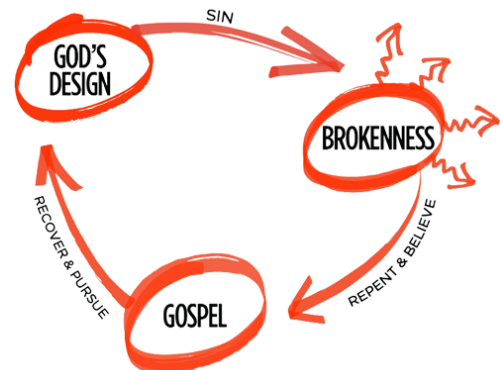 SIN
GOD'S
DESIGN
BROKENNESS
REPENT & BELIEVE
GOSPEL
RECOVER & PURSUE